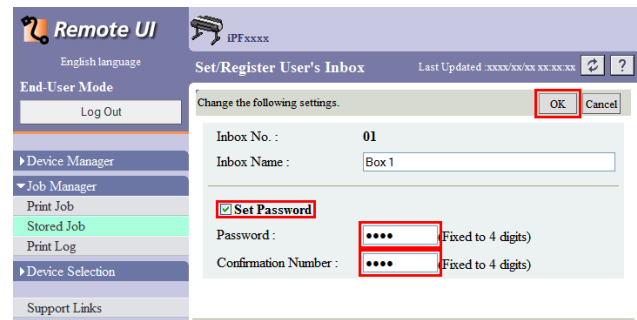 Remote UI
English language
End-User Mode
Log Out
Device Manager
Job Manager
Print Job
Stored Job
Print Log
Device Selection
Support Links
iPFxxxx
Set/Register User's Inbox
Last Updated :xxxx/xx/xx xx:xx:xx
?
Change the following settings.
OK Cancel
Inbox No. : 01
Inbox Name : Box 1
Set Password
Password : •••• (Fixed to 4 digits)
Confirmation Number : •••• (Fixed to 4 digits)